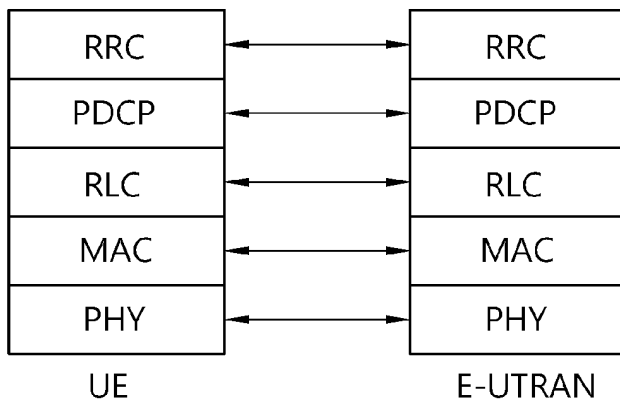 RRC RRC
PDCP PDCP
RLC RLC
MAC MAC
PHY PHY
UE E-UTRAN